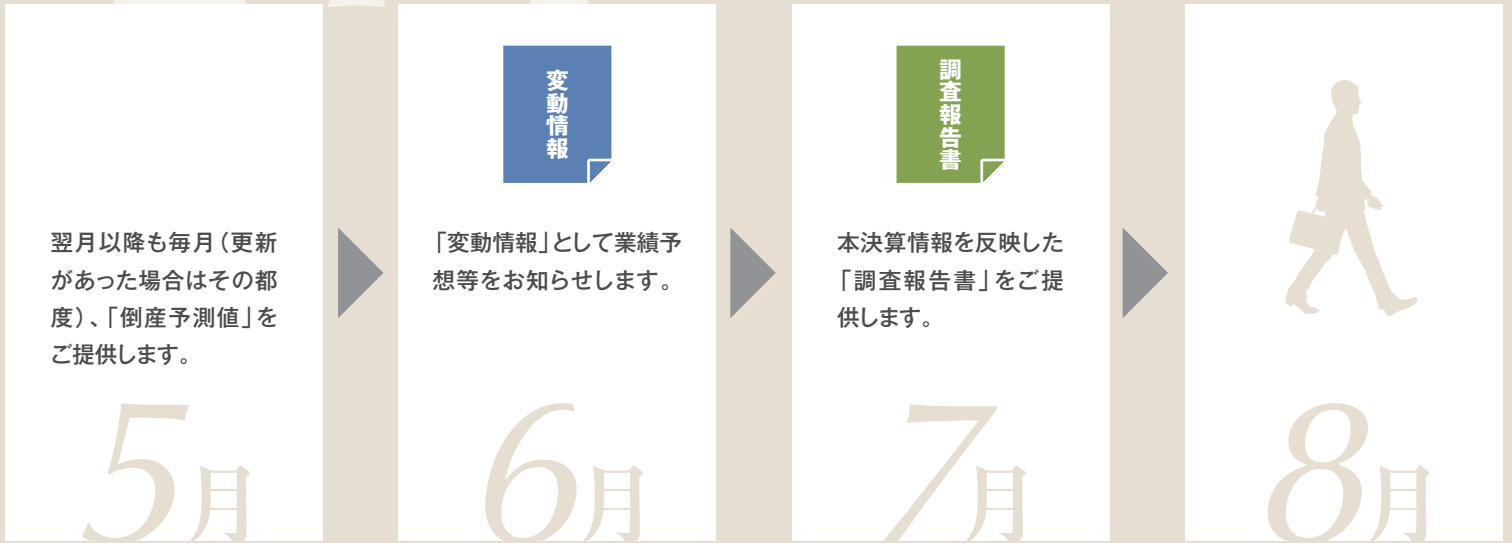 翌月以降も毎月（更新
があった場合はその都
度）、「倒産予測値」を
ご提供します。
5月
変動情報
「変動情報」として業績予
想等をお知らせします。
6月
調査報告書
本決算情報を反映した
「調査報告書」をご提
供します。
7月
8月